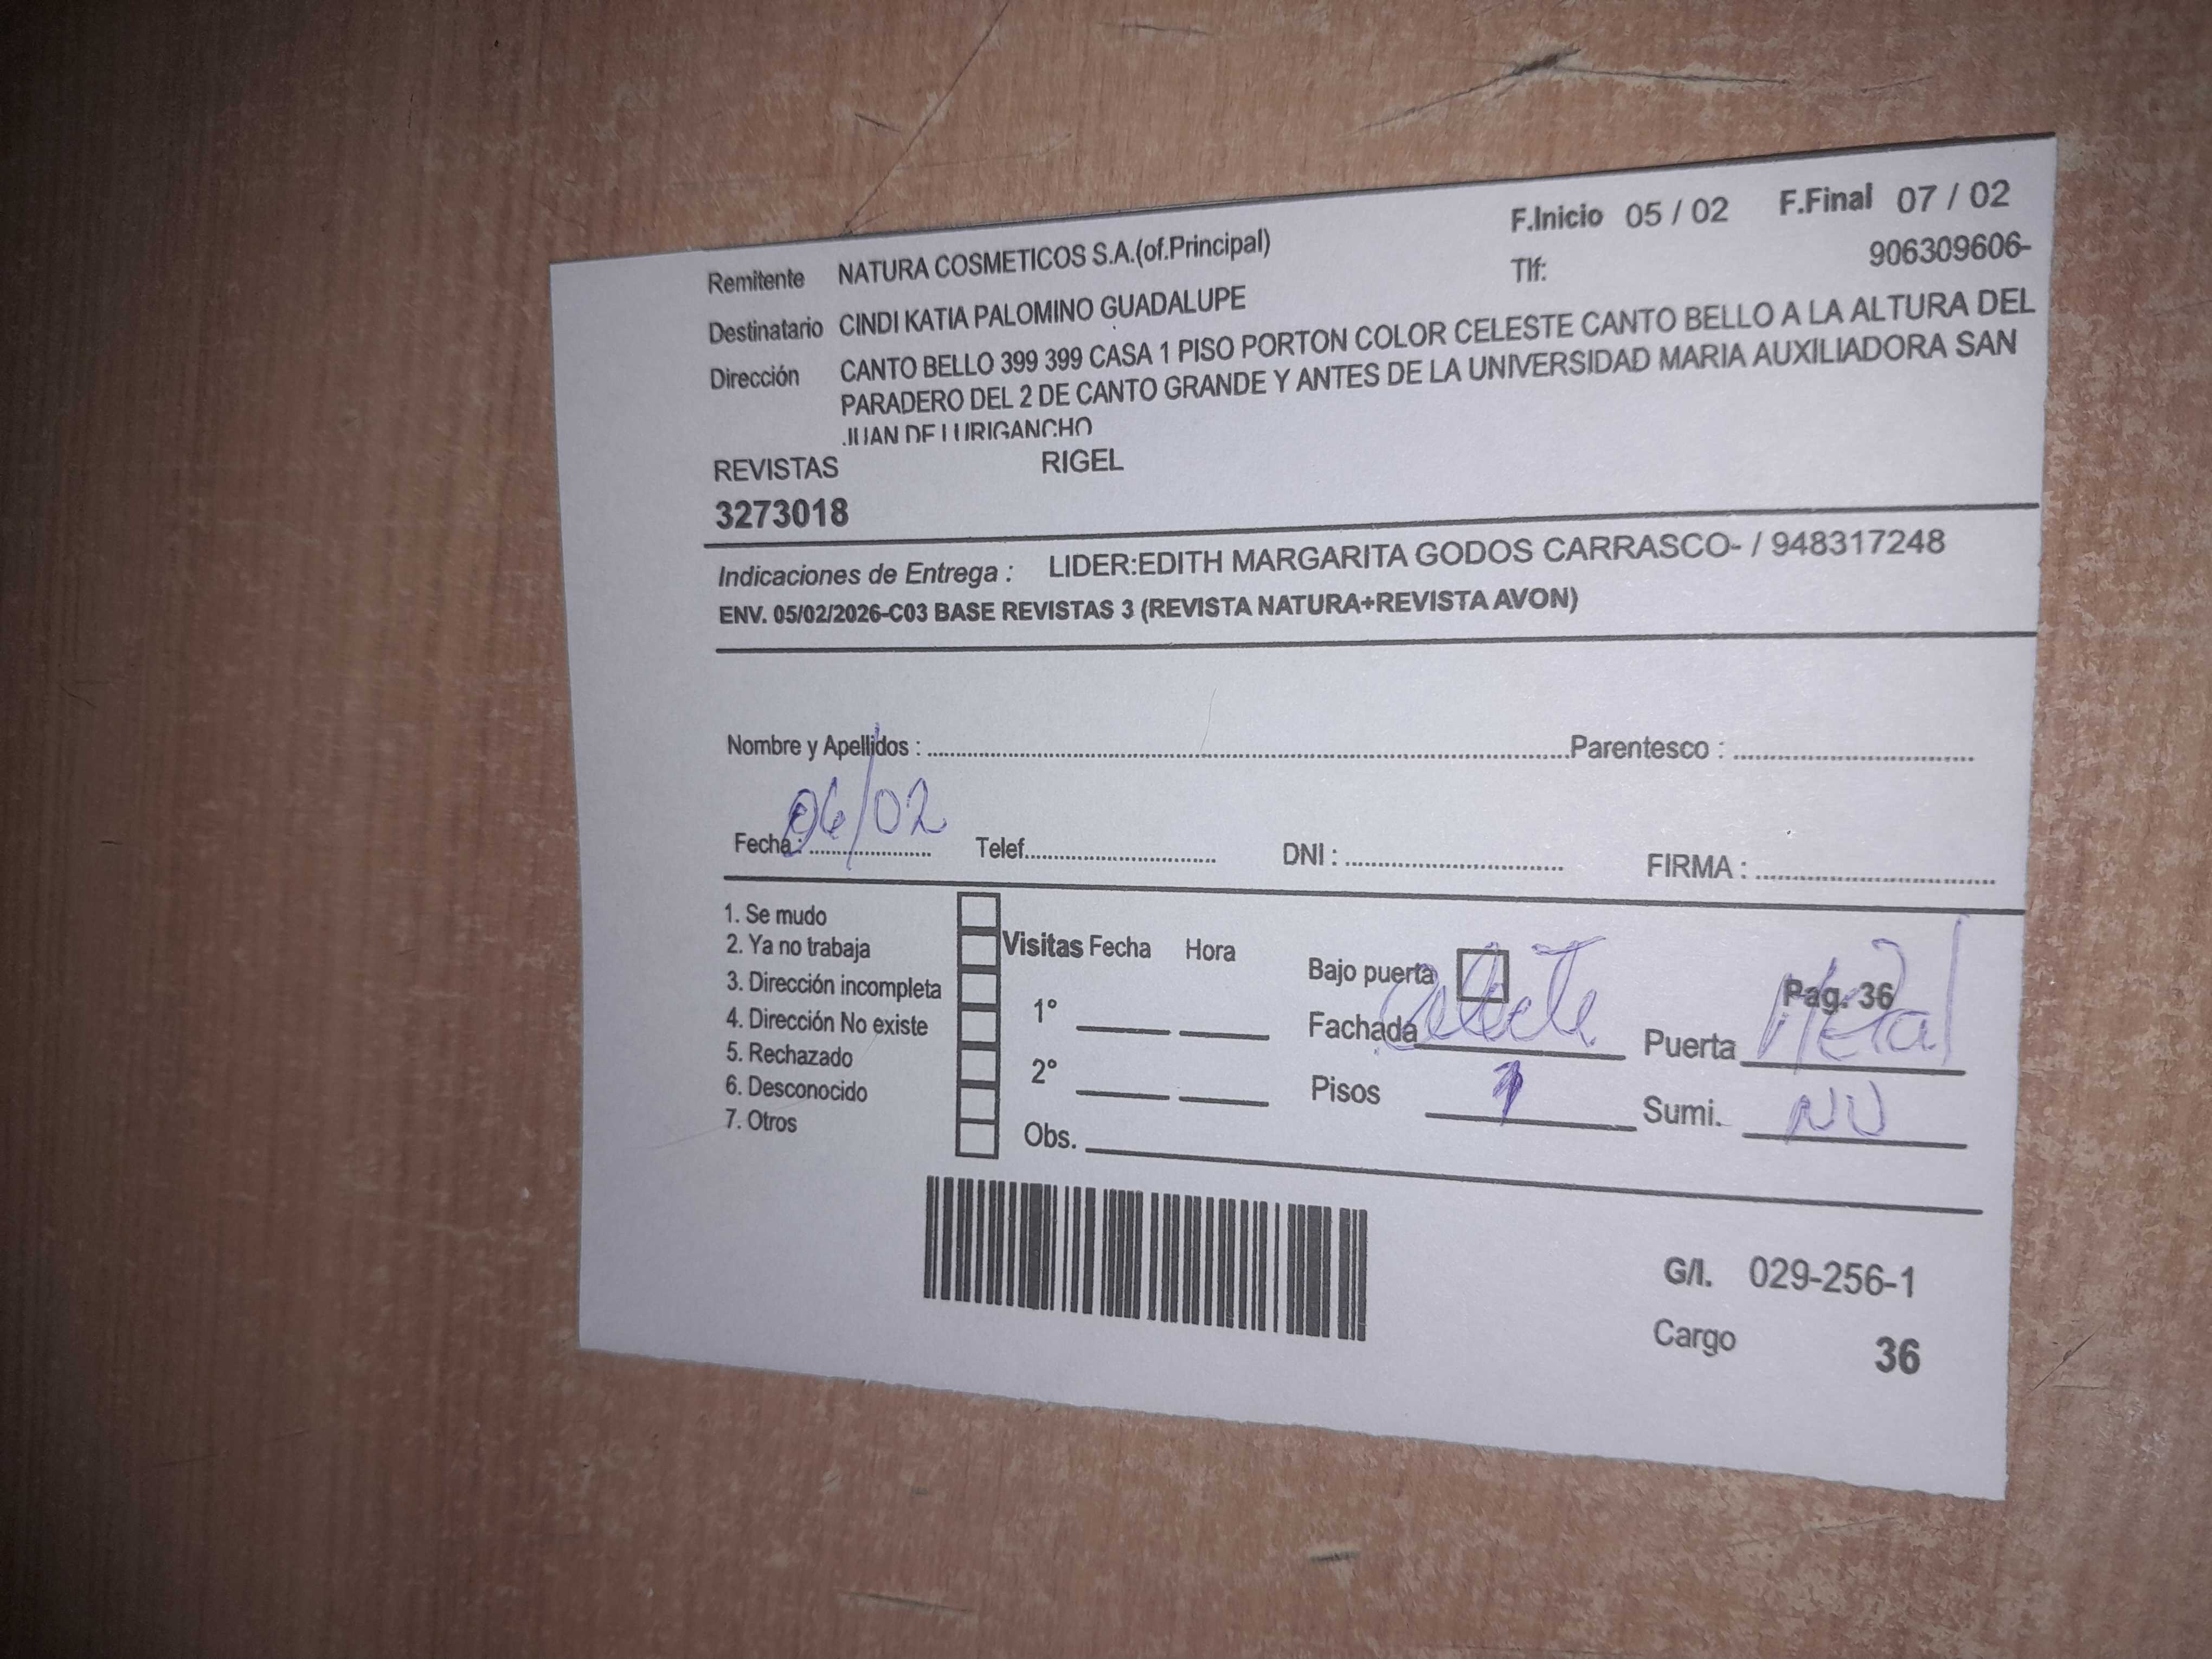 F.Inicio 05 / 02 F.Final 07 / 02
Remitente NATURA COSMETICOS S.A.(of.Principal) Tlf: 906309606-
Destinatario CINDI KATIA PALOMINO GUADALUPE
Dirección CANTO BELLO 399 399 CASA 1 PISO PORTON COLOR CELESTE CANTO BELLO A LA ALTURA DEL
PARADERO DEL 2 DE CANTO GRANDE Y ANTES DE LA UNIVERSIDAD MARIA AUXILIADORA SAN
JUAN DE LURIGANCHO
REVISTAS RIGEL
3273018
Indicaciones de Entrega : LIDER:EDITH MARGARITA GODOS CARRASCO- / 948317248
ENV. 05/02/2026-C03 BASE REVISTAS 3 (REVISTA NATURA+REVISTA AVON)
Nombre y Apellidos : Parentesco :
Fecha : 06/02 Telef. DNI : FIRMA :
1. Se mudo
2. Ya no trabaja
3. Dirección incompleta
4. Dirección No existe
5. Rechazado
6. Desconocido
7. Otros
Visitas Fecha Hora
1°
2°
Obs.
Bajo puerta Pag. 36
Fachada Celeste Puerta Metal
Pisos 1 Sumi. NO
G/I. 029-256-1
Cargo 36